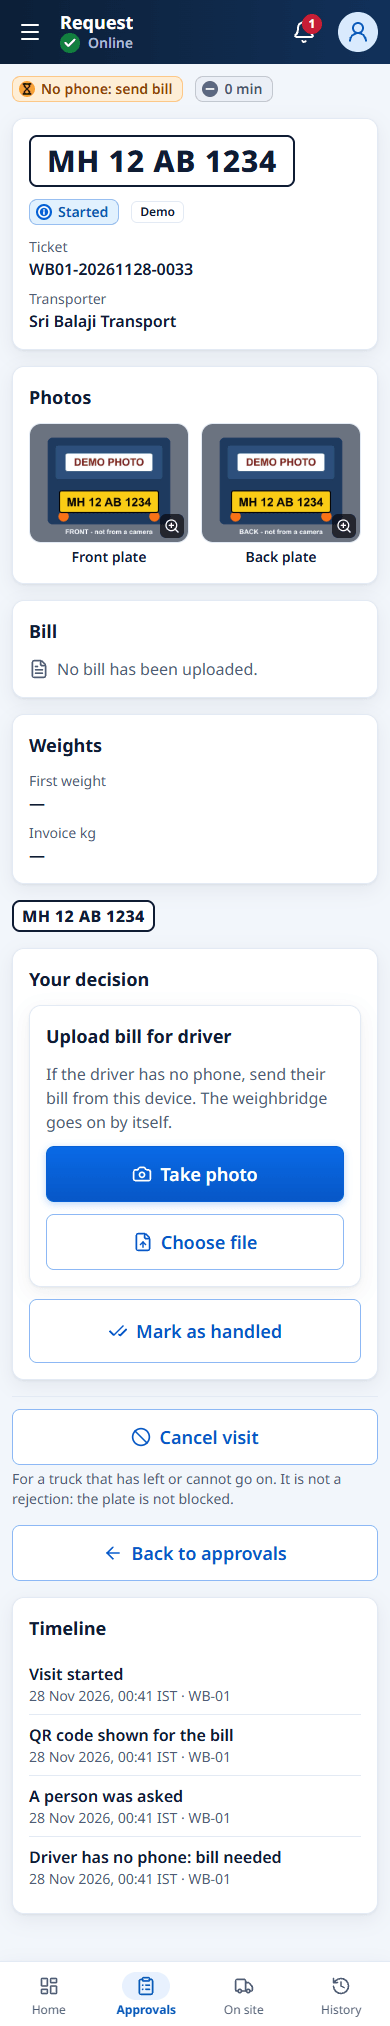 Request
Online
1
No phone: send bill
0 min
MH 12 AB 1234
Started
Demo
Ticket
WB01-20261128-0033
Transporter
Sri Balaji Transport
Photos
DEMO PHOTO
MH 12 AB 1234
FRONT - not from a camera
Front plate
DEMO PHOTO
MH 12 AB 1234
BACK - not from a camera
Back plate
Bill
No bill has been uploaded.
Weights
First weight
—
Invoice kg
—
MH 12 AB 1234
Your decision
Upload bill for driver
If the driver has no phone, send their
bill from this device. The weighbridge
goes on by itself.
Take photo
Choose file
Mark as handled
Cancel visit
For a truck that has left or cannot go on. It is not a
rejection: the plate is not blocked.
Back to approvals
Timeline
Visit started
28 Nov 2026, 00:41 IST · WB-01
QR code shown for the bill
28 Nov 2026, 00:41 IST · WB-01
A person was asked
28 Nov 2026, 00:41 IST · WB-01
Driver has no phone: bill needed
28 Nov 2026, 00:41 IST · WB-01
Home
Approvals
On site
History